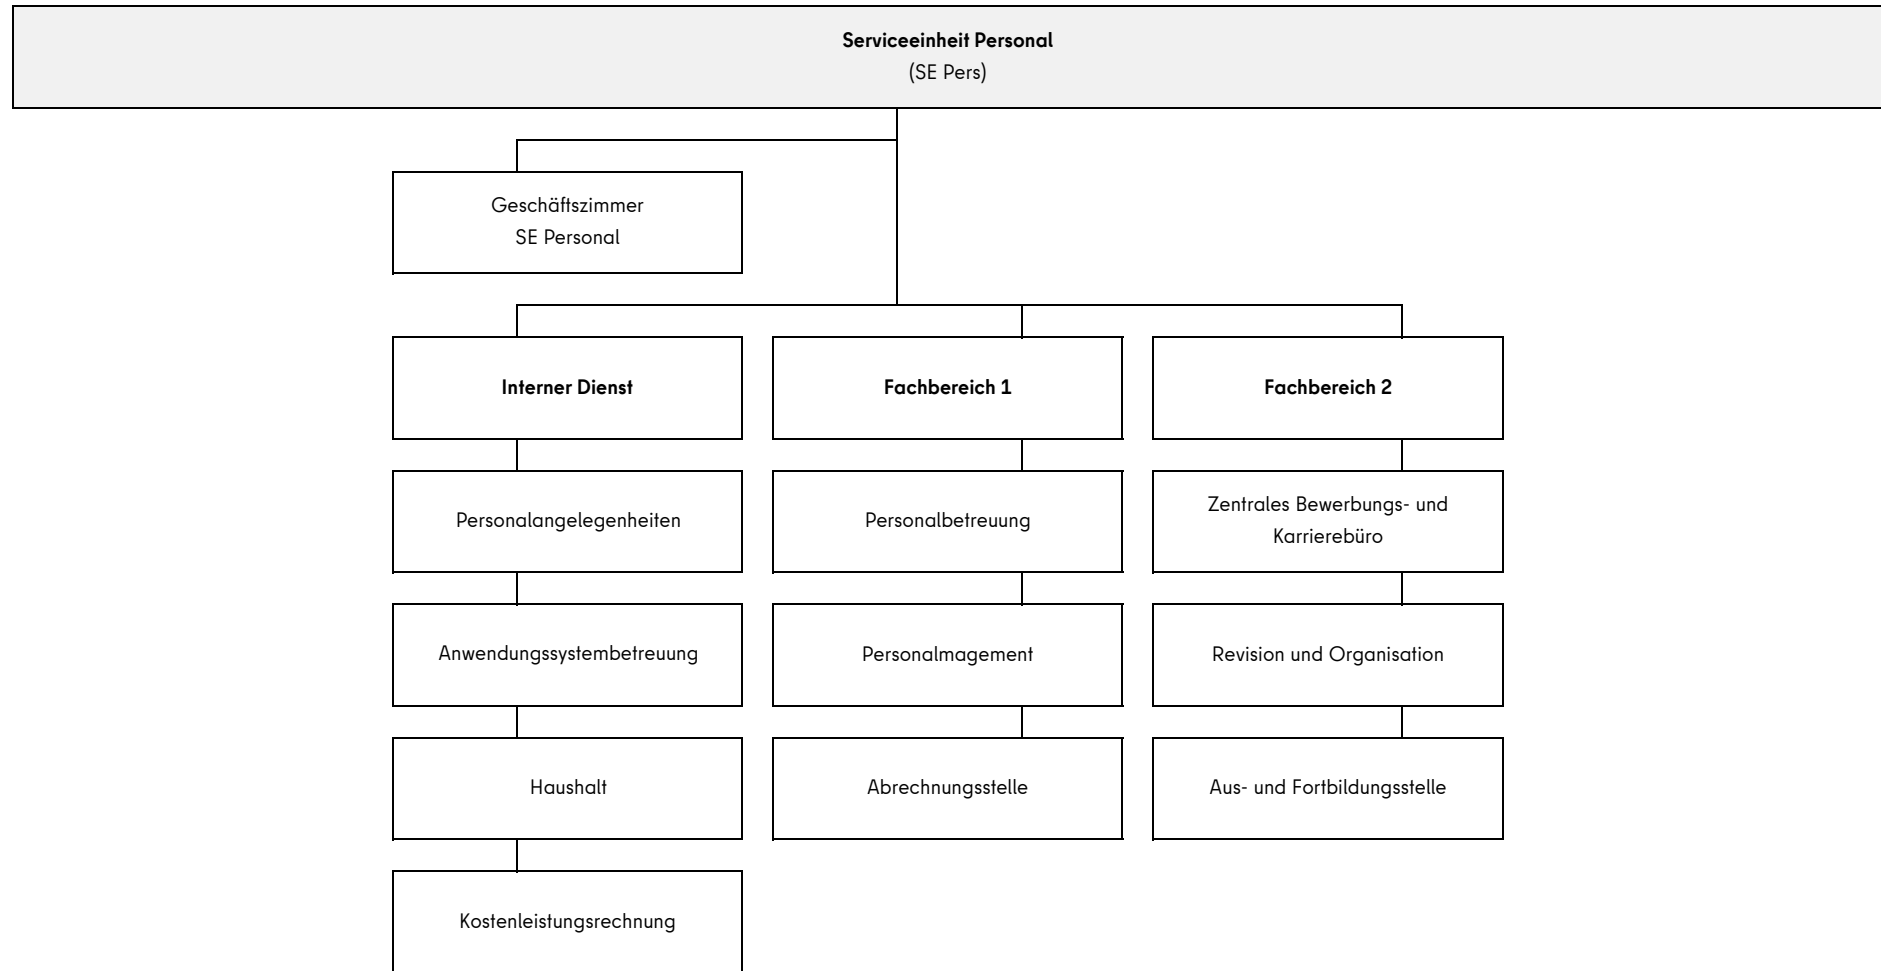 Serviceeinheit Personal
(SE Pers)
Geschäftszimmer
SE Personal
Interner Dienst
Fachbereich 1
Fachbereich 2
Personalangelegenheiten
Personalbetreuung
Zentrales Bewerbungs- und
Karrierebüro
Anwendungssystembetreuung
Personalmagement
Revision und Organisation
Haushalt
Abrechnungsstelle
Aus- und Fortbildungsstelle
Kostenleistungsrechnung